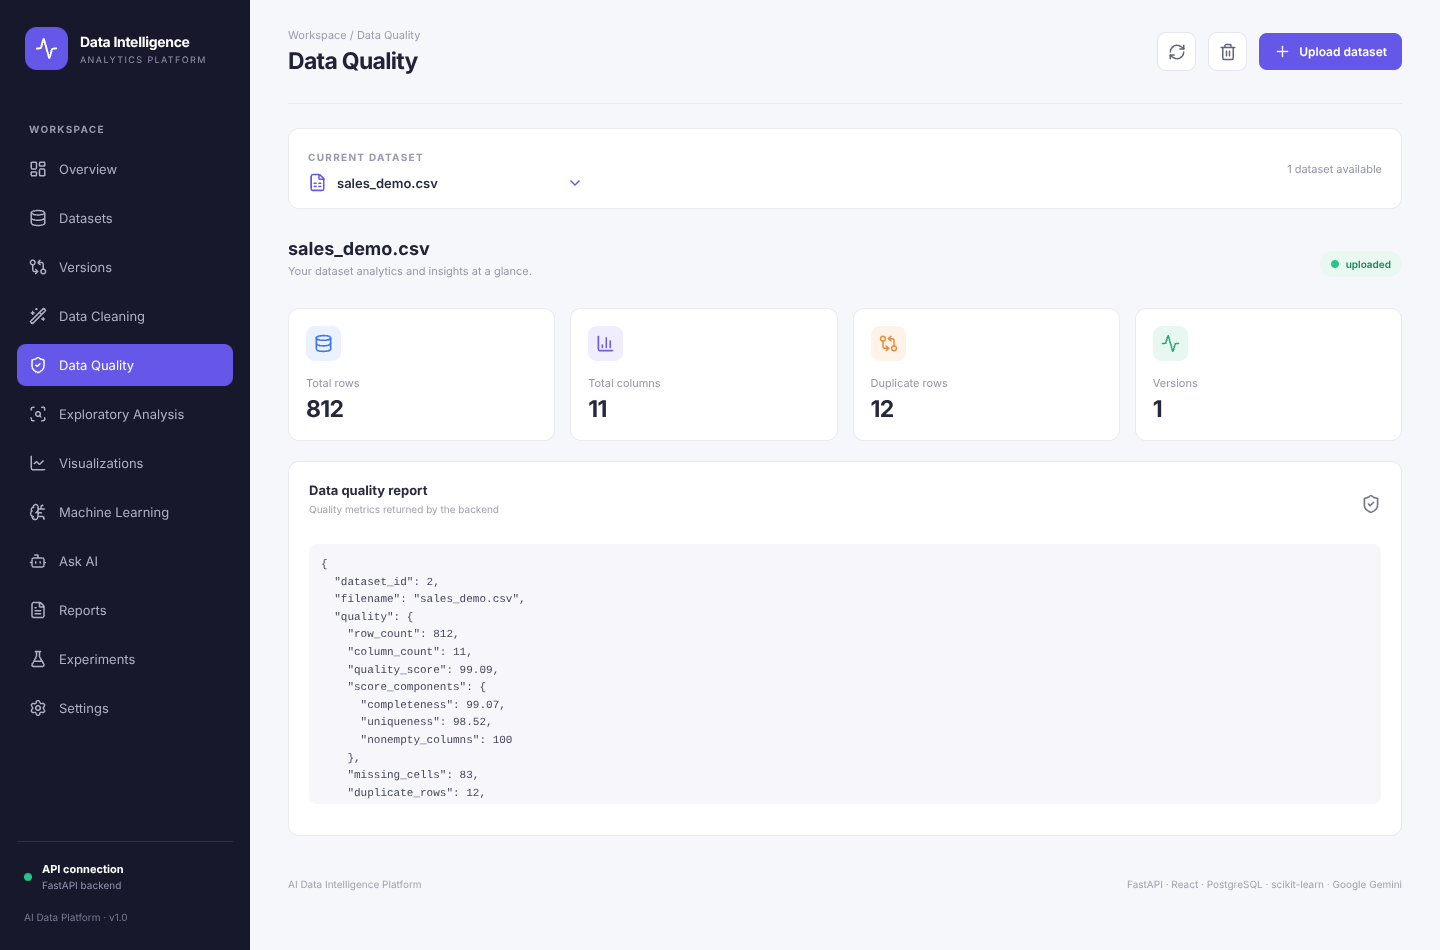 Data Intelligence
ANALYTICS PLATFORM
WORKSPACE
Overview
Datasets
Versions
Data Cleaning
Data Quality
Exploratory Analysis
Visualizations
Machine Learning
Ask AI
Reports
Experiments
Settings
API connection
FastAPI backend
AI Data Platform · v1.0
Workspace / Data Quality
Data Quality
Upload dataset
CURRENT DATASET
sales_demo.csv
1 dataset available
sales_demo.csv
Your dataset analytics and insights at a glance.
uploaded
Total rows
812
Total columns
11
Duplicate rows
12
Versions
1
Data quality report
Quality metrics returned by the backend
{
  "dataset_id": 2,
  "filename": "sales_demo.csv",
  "quality": {
    "row_count": 812,
    "column_count": 11,
    "quality_score": 99.09,
    "score_components": {
      "completeness": 99.07,
      "uniqueness": 98.52,
      "nonempty_columns": 100
    },
    "missing_cells": 83,
    "duplicate_rows": 12,
AI Data Intelligence Platform
FastAPI · React · PostgreSQL · scikit-learn · Google Gemini